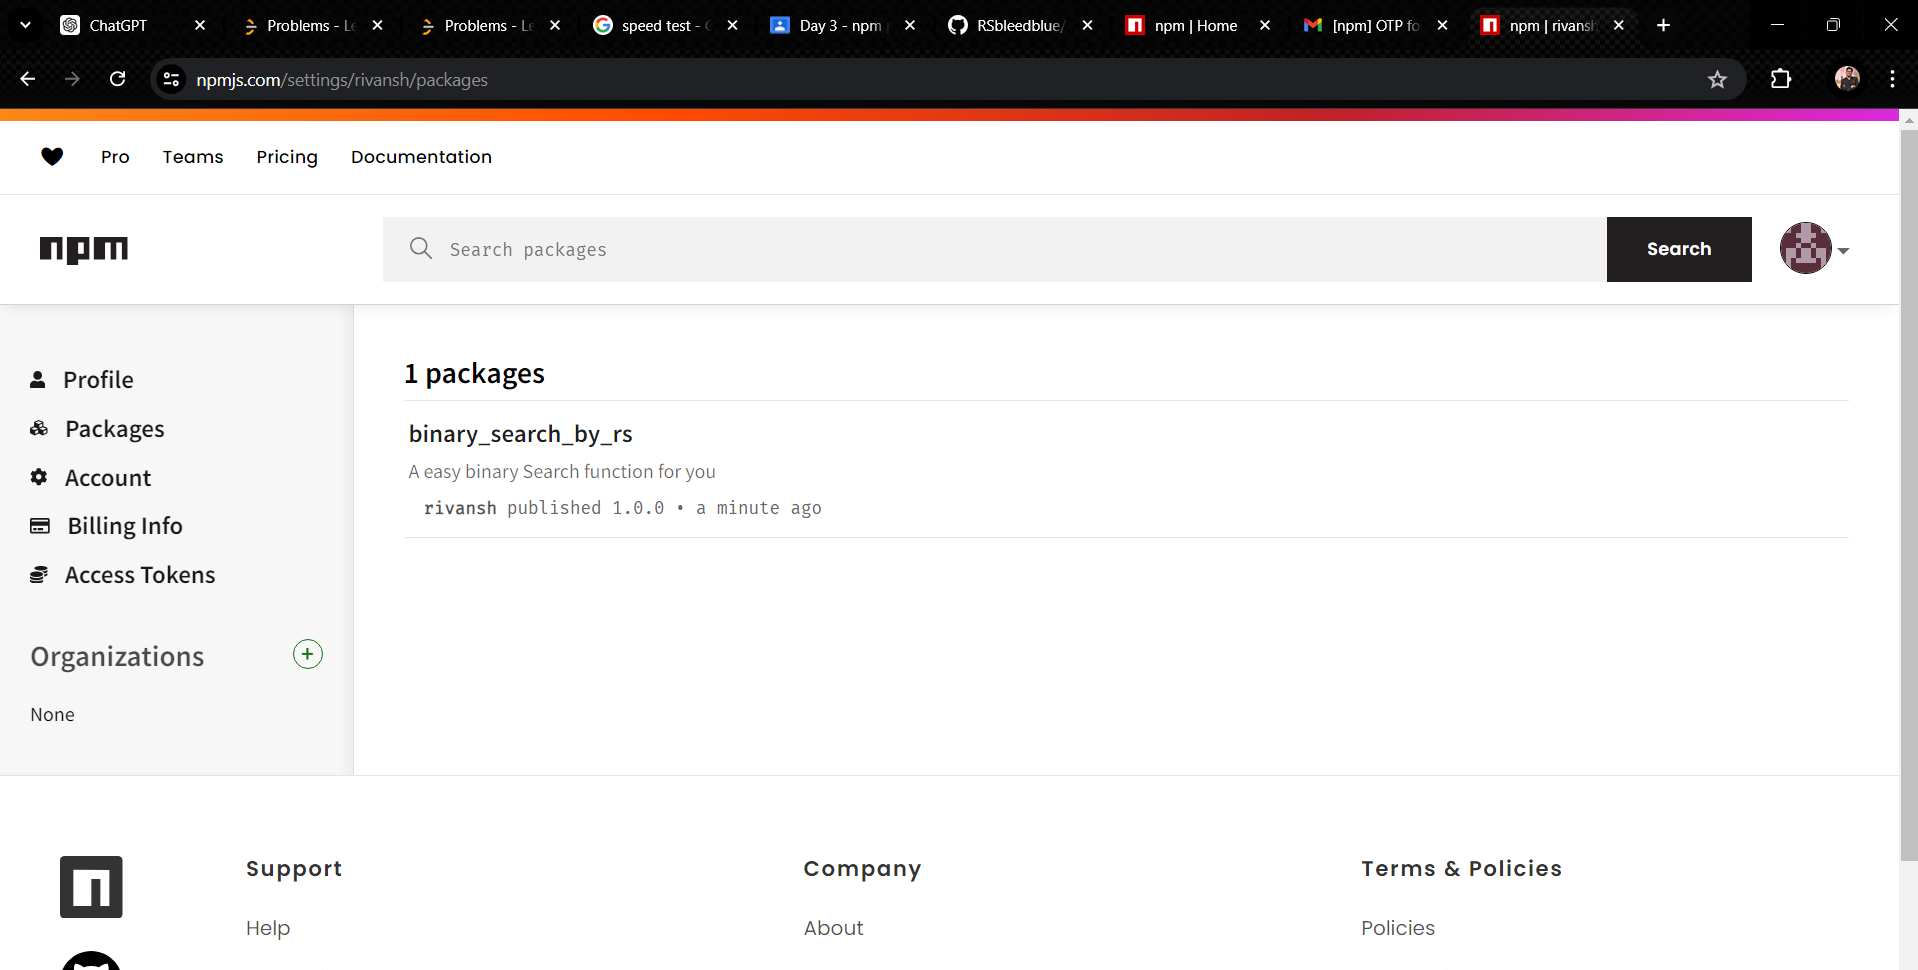 ChatGPT
Problems - Le
Problems - Le
speed test - G
Day 3 - npm
RSbleedblue/
npm | Home
[npm] OTP fo
npm | rivansh
npmjs.com/settings/rivansh/packages
Pro Teams Pricing Documentation
npm
Search packages
Search
Profile
Packages
Account
Billing Info
Access Tokens
Organizations
None
1 packages
binary_search_by_rs
A easy binary Search function for you
rivansh published 1.0.0 • a minute ago
Support
Help
Company
About
Terms & Policies
Policies